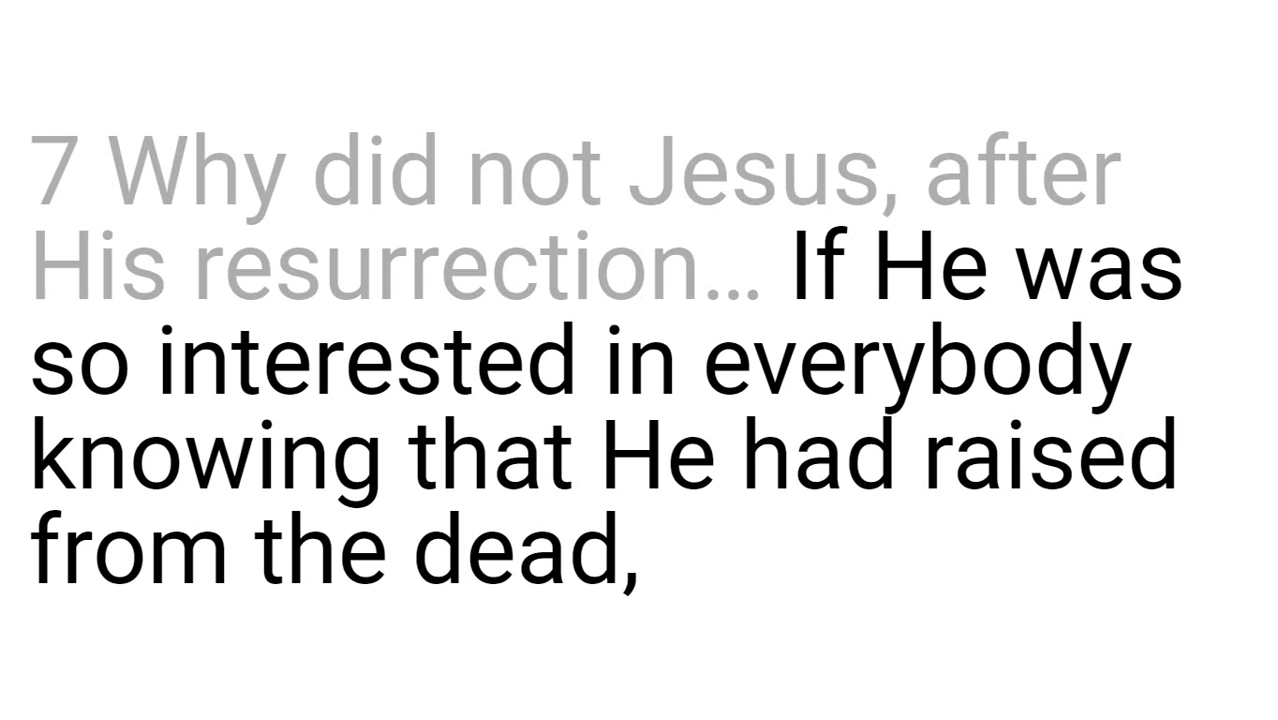 7 Why did not Jesus, after
His resurrection… If He was
so interested in everybody
knowing that He had raised
from the dead,